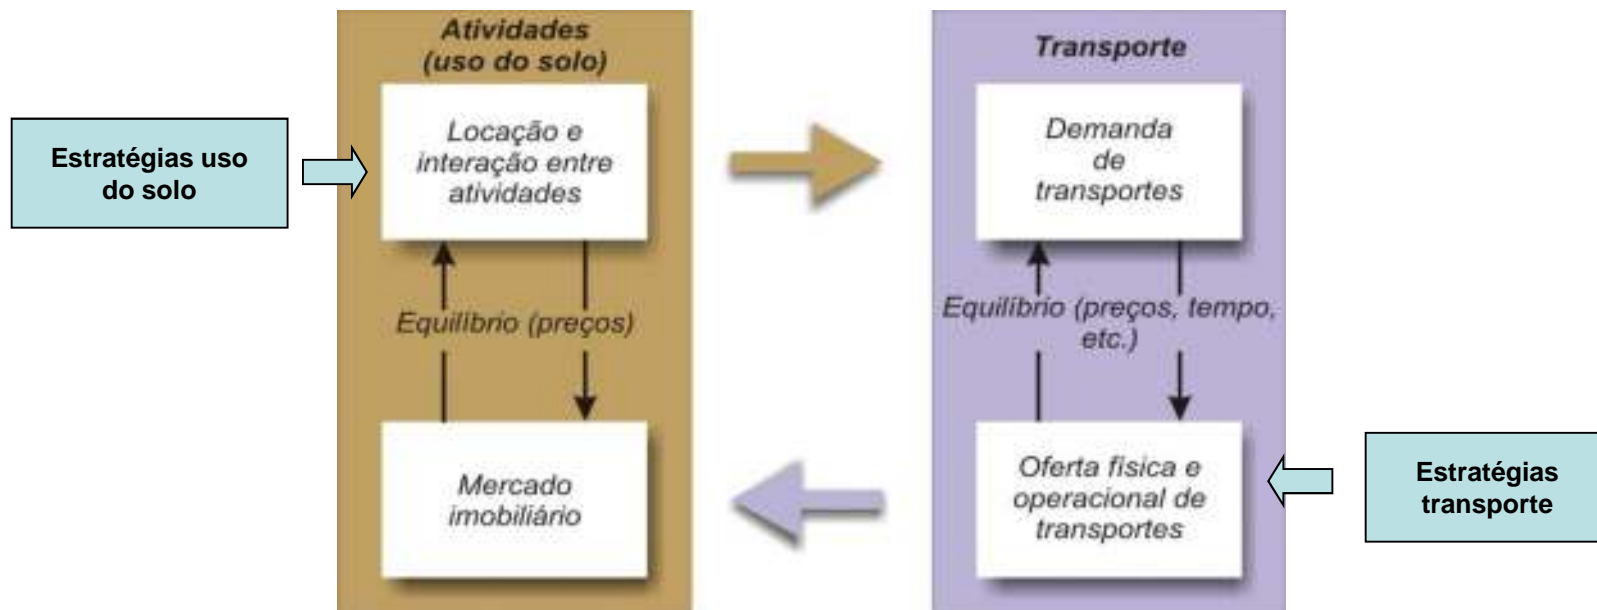 Atividades
(uso do solo)
Transporte
Estratégias uso
do solo
Locação e
interação entre
atividades
Demanda
de
transportes
Equilíbrio (preços)
Equilíbrio (preços, tempo,
etc.)
Mercado
imobiliário
Oferta física e
operacional de
transportes
Estratégias
transporte